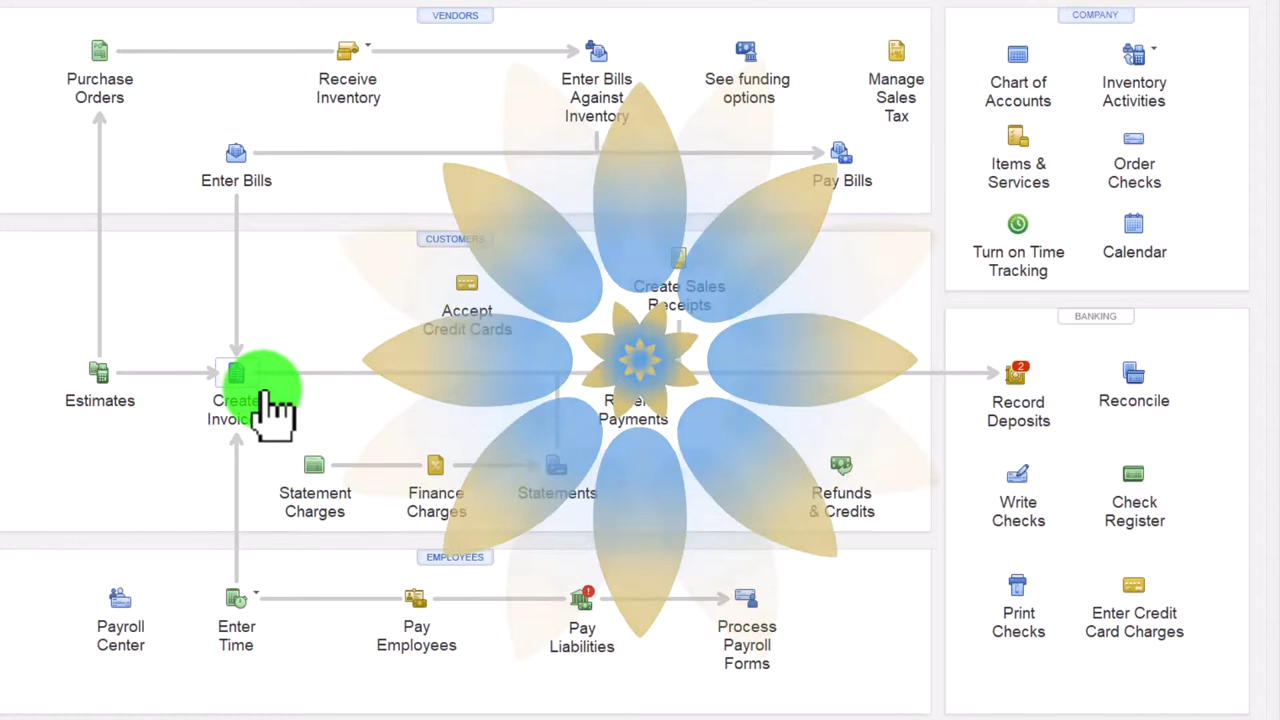 VENDORS
COMPANY
Purchase
Orders
Receive
Inventory
Enter Bills
Against
Inventory
See funding
options
Manage
Sales
Tax
Chart of
Accounts
Inventory
Activities
Enter Bills
Pay Bills
Items &
Services
Order
Checks
Turn on Time
Tracking
Calendar
CUSTOMERS
Create Sales
Receipts
Accept
Credit Cards
BANKING
2
Estimates
Create
Payments
Record
Deposits
Reconcile
Statement
Charges
Finance
Charges
Statements
Refunds
& Credits
Write
Checks
Check
Register
EMPLOYEES
Payroll
Center
Enter
Time
Pay
Employees
Pay
Liabilities
Process
Payroll
Forms
Print
Checks
Enter Credit
Card Charges